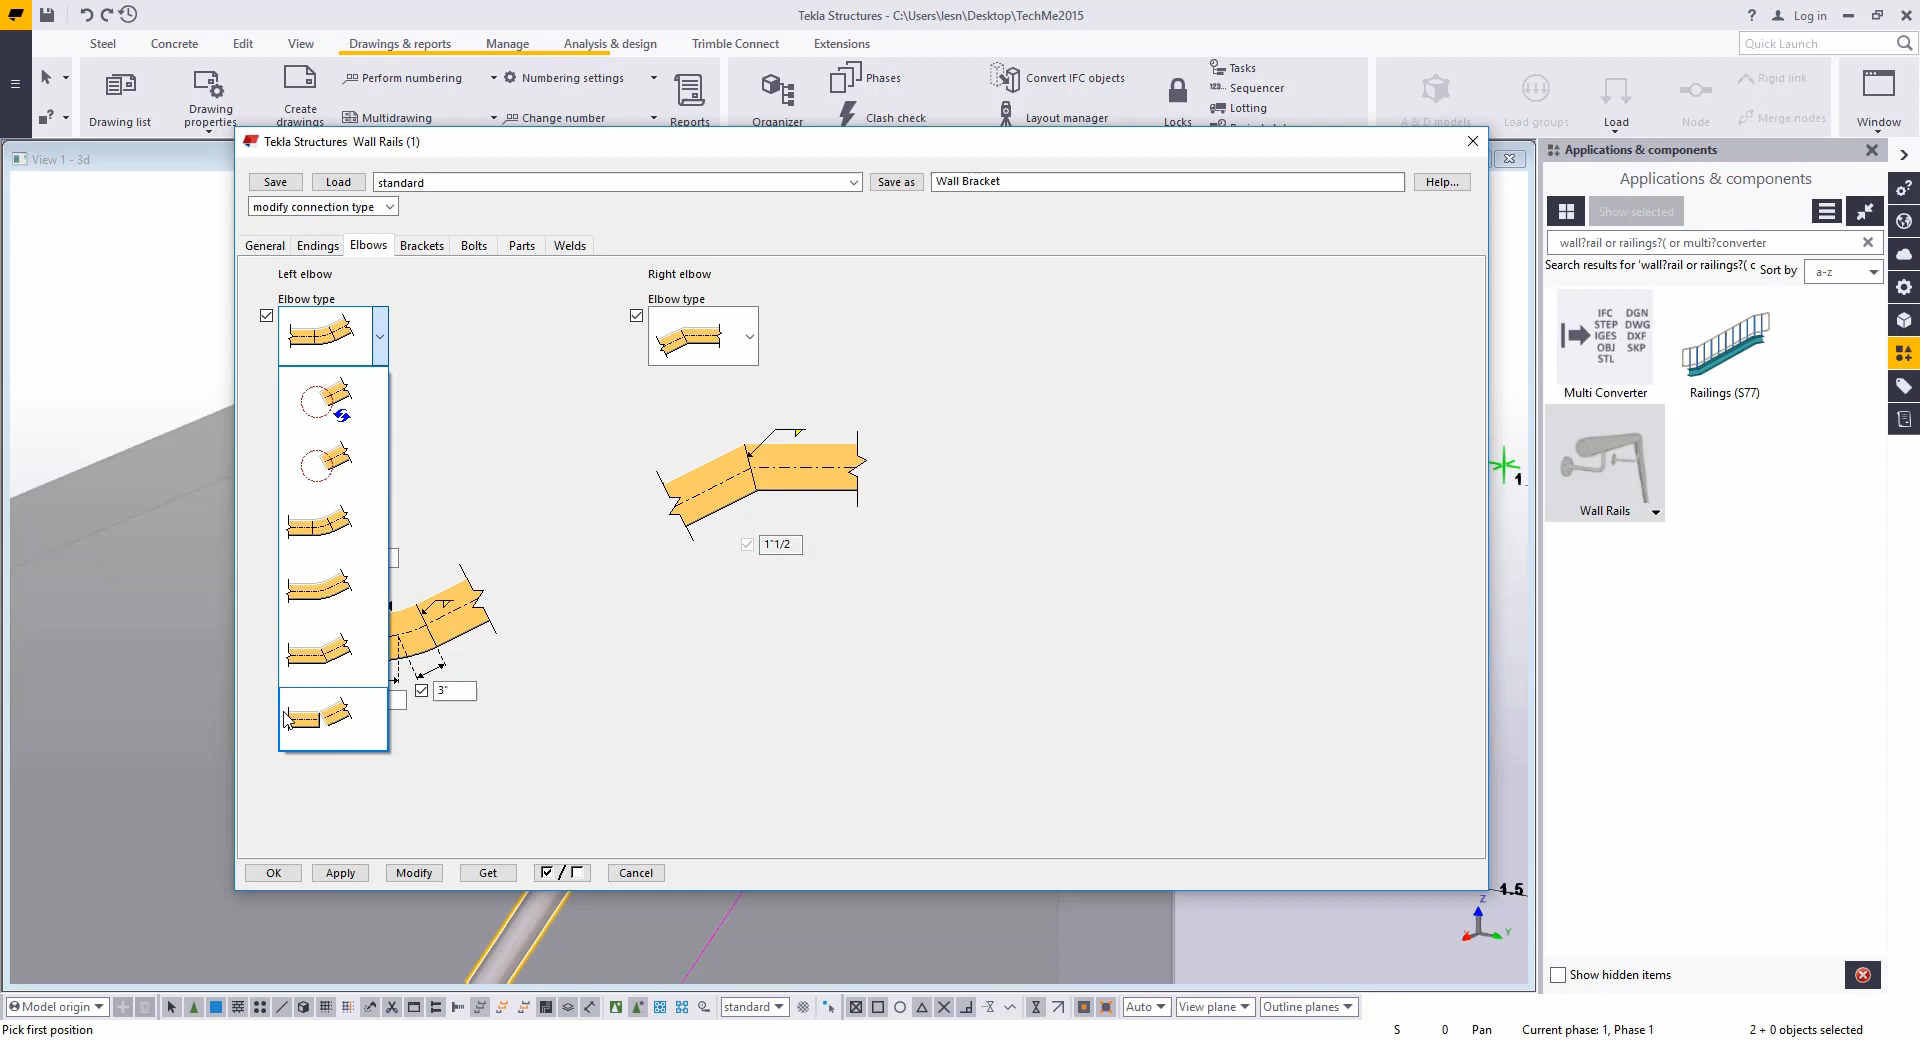 Tekla Structures - C:\Users\lesn\Desktop\TechMe2015
Log in
Steel
Concrete
Edit
View
Drawings & reports
Manage
Analysis & design
Trimble Connect
Extensions
Quick Launch
Drawing list
Drawing
properties
Create
drawings
Perform numbering
Numbering settings
Multidrawing
Change number
Reports
Organizer
Phases
Clash check
Convert IFC objects
Layout manager
Locks
Tasks
Sequencer
Lotting
A & D models
Load groups
Load
Node
Rigid link
Merge nodes
Window
View 1 - 3d
Tekla Structures Wall Rails (1)
Save
Load
standard
Save as
Wall Bracket
Help...
modify connection type
General
Endings
Elbows
Brackets
Bolts
Parts
Welds
Left elbow
Right elbow
Elbow type
Elbow type
1"1/2
3"
OK
Apply
Modify
Get
/
Cancel
Applications & components
Applications & components
Show selected
wall?rail or railings?( or multi?converter
Search results for 'wall?rail or railings?( c
Sort by
a-z
IFC DGN
STEP DWG
IGES DXF
OBJ SKP
STL
Multi Converter
Railings (S77)
Wall Rails
Show hidden items
1
1.5
Z
X
Y
Model origin
standard
Auto
View plane
Outline planes
Pick first position
S
0
Pan
Current phase: 1, Phase 1
2 + 0 objects selected